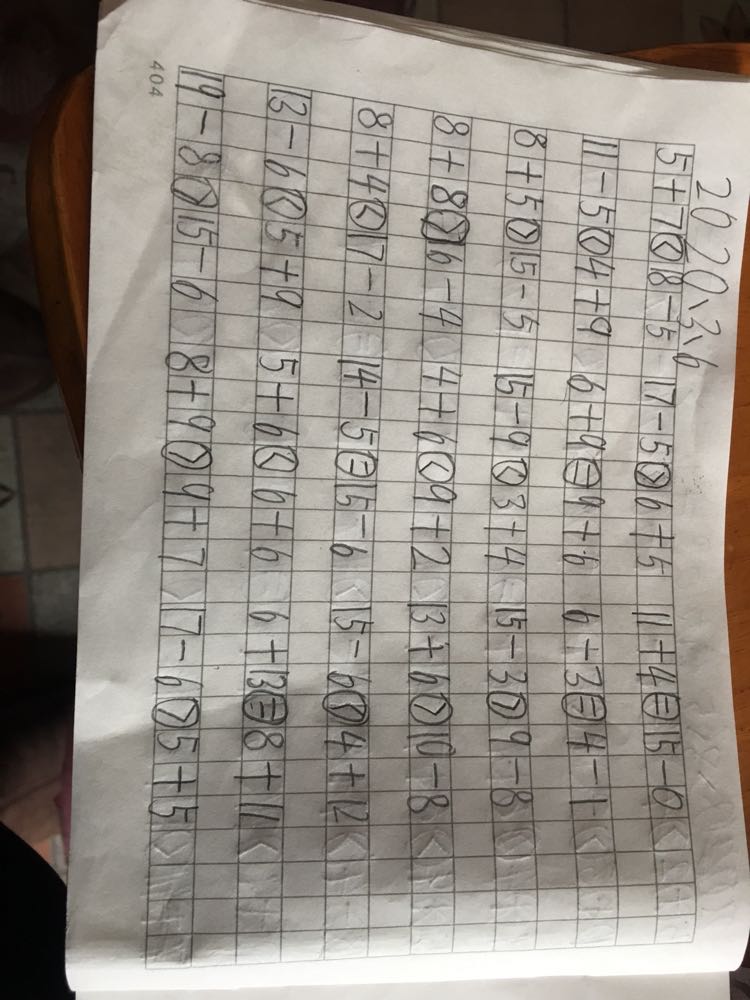 2020、3、6
5+7<18-5 17-5>6+5 11+4=15-0
11-5<4+9 6+9=9+6 6+3=4-1
8+5>15-5 15-9<3+4 15-3>9-8
8+8>16-4 4+6<9+2 13+6>10-8
8+4<17-2 14-5=15-6 15-6<4+12
13-6<5+9 5+6<6+6 6+13=8+11
19-8>15-6 8+9>9+7 17-6>5+5
404